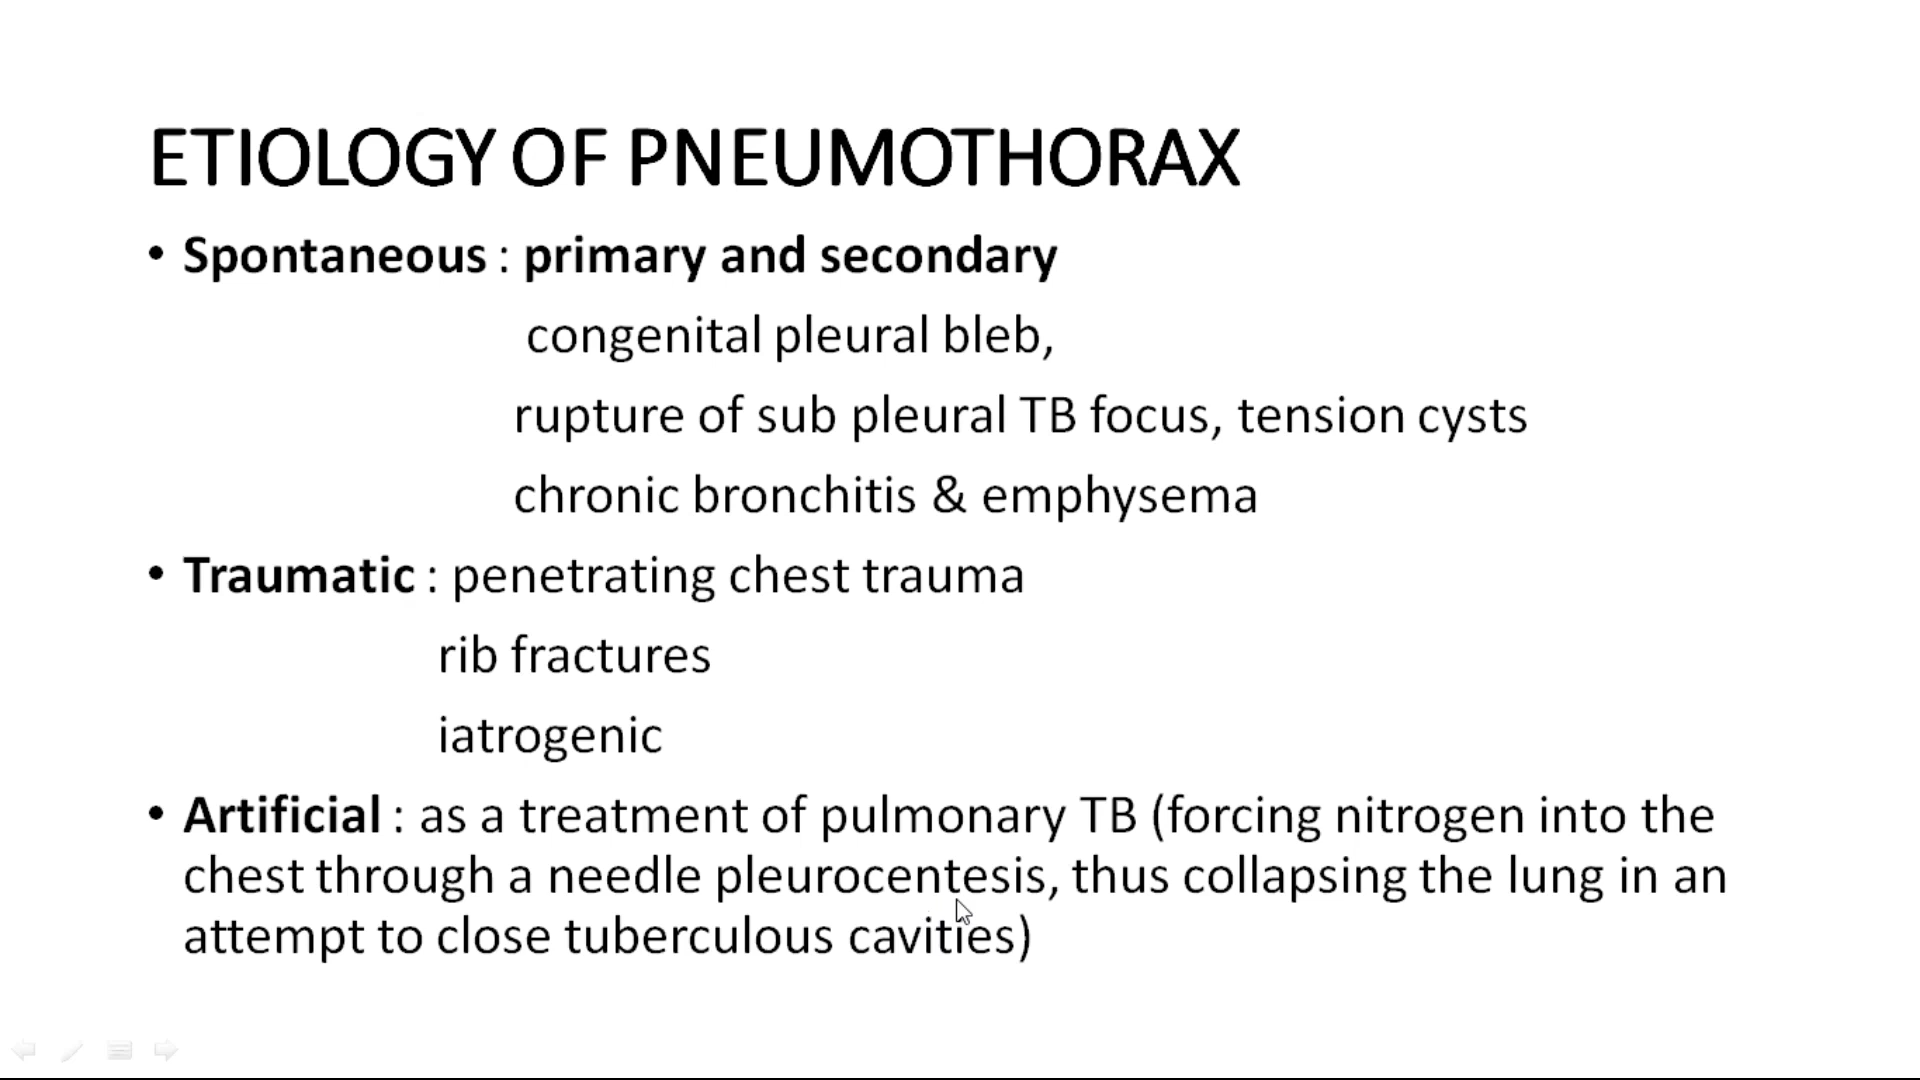 ETIOLOGY OF PNEUMOTHORAX
• Spontaneous : primary and secondary
congenital pleural bleb,
rupture of sub pleural TB focus, tension cysts
chronic bronchitis & emphysema
• Traumatic : penetrating chest trauma
rib fractures
iatrogenic
• Artificial : as a treatment of pulmonary TB (forcing nitrogen into the
chest through a needle pleurocentesis, thus collapsing the lung in an
attempt to close tuberculous cavities)